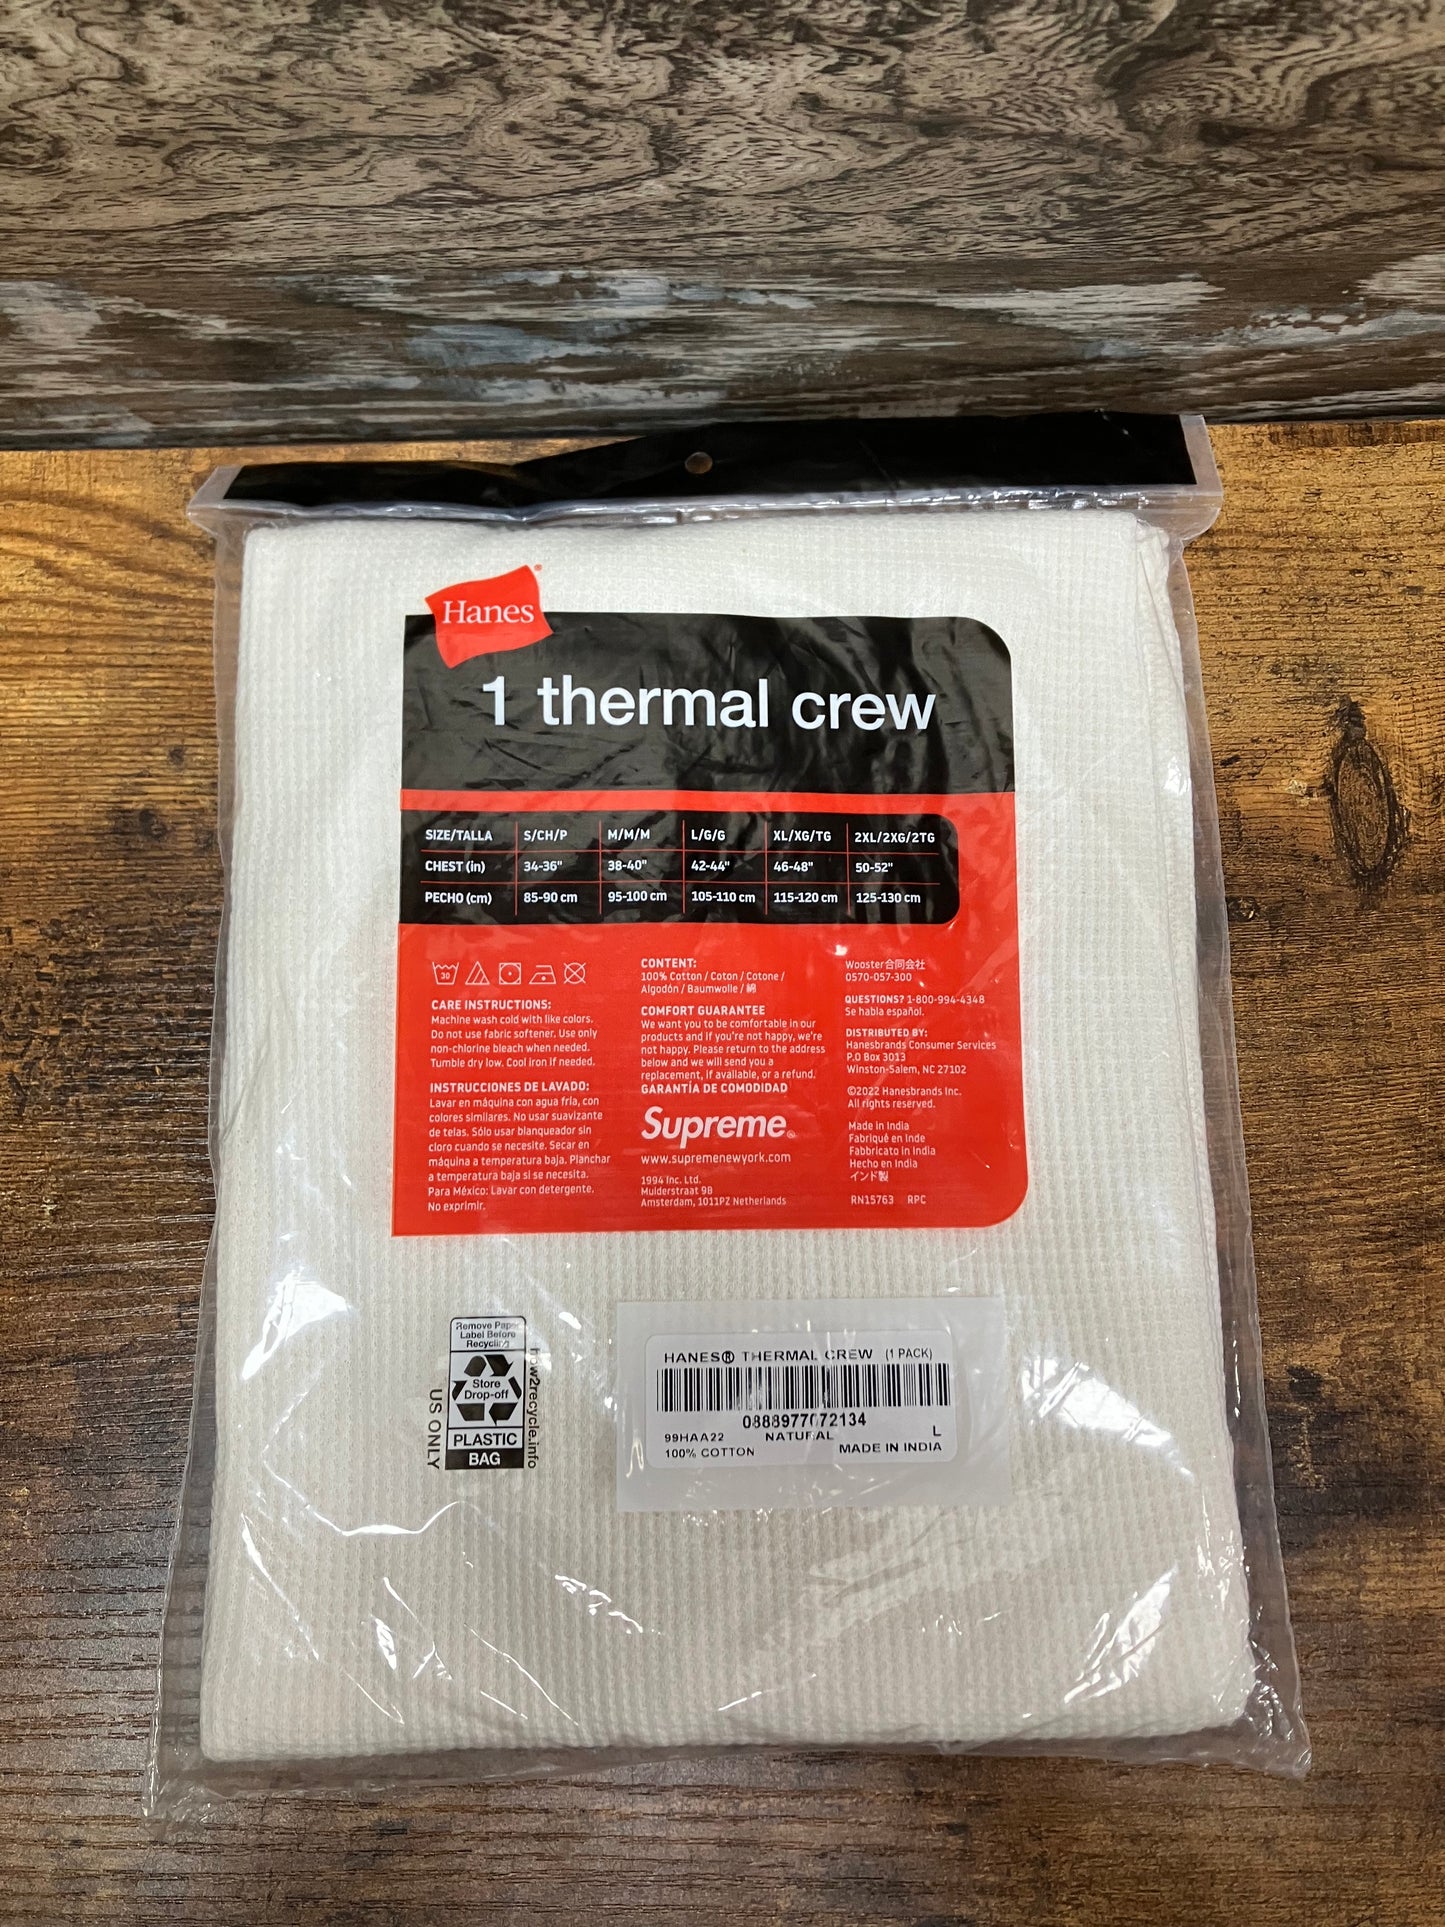 Hanes®
1 thermal crew
SIZE/TALLA S/CH/P M/M/M L/G/G XL/XG/TG 2XL/2XG/2TG
CHEST (in) 34-36" 38-40" 42-44" 46-48" 50-52"
PECHO (cm) 85-90 cm 95-100 cm 105-110 cm 115-120 cm 125-130 cm
30
CARE INSTRUCTIONS:
Machine wash cold with like colors.
Do not use fabric softener. Use only
non-chlorine bleach when needed.
Tumble dry low. Cool iron if needed.
INSTRUCCIONES DE LAVADO:
Lavar en máquina con agua fría, con
colores similares. No usar suavizante
de telas. Sólo usar blanqueador sin
cloro cuando se necesite. Secar en
máquina a temperatura baja. Planchar
a temperatura baja si se necesita.
Para México: Lavar con detergente.
No exprimir.
CONTENT:
100% Cotton / Coton / Cotone /
Algodón / Baumwolle / 綿
COMFORT GUARANTEE
We want you to be comfortable in our
products and if you're not happy, we're
not happy. Please return to the address
below and we will send you a
replacement, if available, or a refund.
GARANTÍA DE COMODIDAD
Supreme®
www.supremenewyork.com
1994 Inc. Ltd.
Muiderstraat 9B
Amsterdam, 1011PZ Netherlands
Wooster合同会社
0570-057-300
QUESTIONS? 1-800-994-4348
Se habla español.
DISTRIBUTED BY:
Hanesbrands Consumer Services
P.O Box 3013
Winston-Salem, NC 27102
©2022 Hanesbrands Inc.
All rights reserved.
Made in India
Fabriqué en Inde
Fabbricato in India
Hecho en India
インド製
RN15763 RPC
Remove Paper
Label Before
Recycling
Store
Drop-off
PLASTIC
BAG
US ONLY
how2recycle.info
HANES® THERMAL CREW (1 PACK)
0888977072134
99HAA22 NATURAL L
100% COTTON MADE IN INDIA